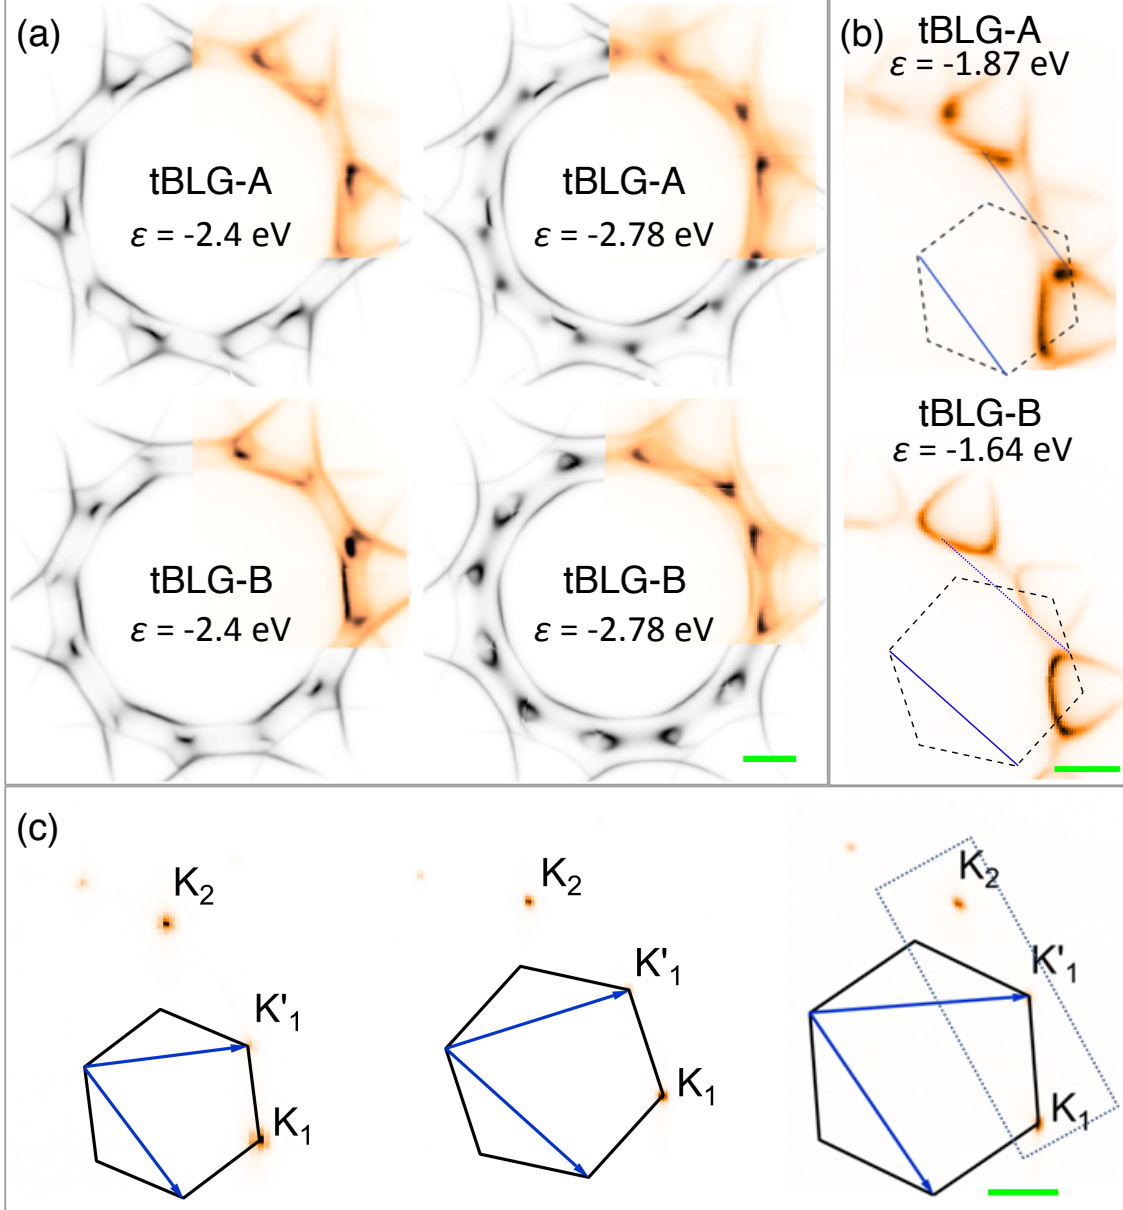 (a)
tBLG-A
ε = -2.4 eV
tBLG-A
ε = -2.78 eV
tBLG-B
ε = -2.4 eV
tBLG-B
ε = -2.78 eV
(b)
tBLG-A
ε = -1.87 eV
tBLG-B
ε = -1.64 eV
(c)
K₂
K'₁
K₁
K₂
K'₁
K₁
K₂
K'₁
K₁